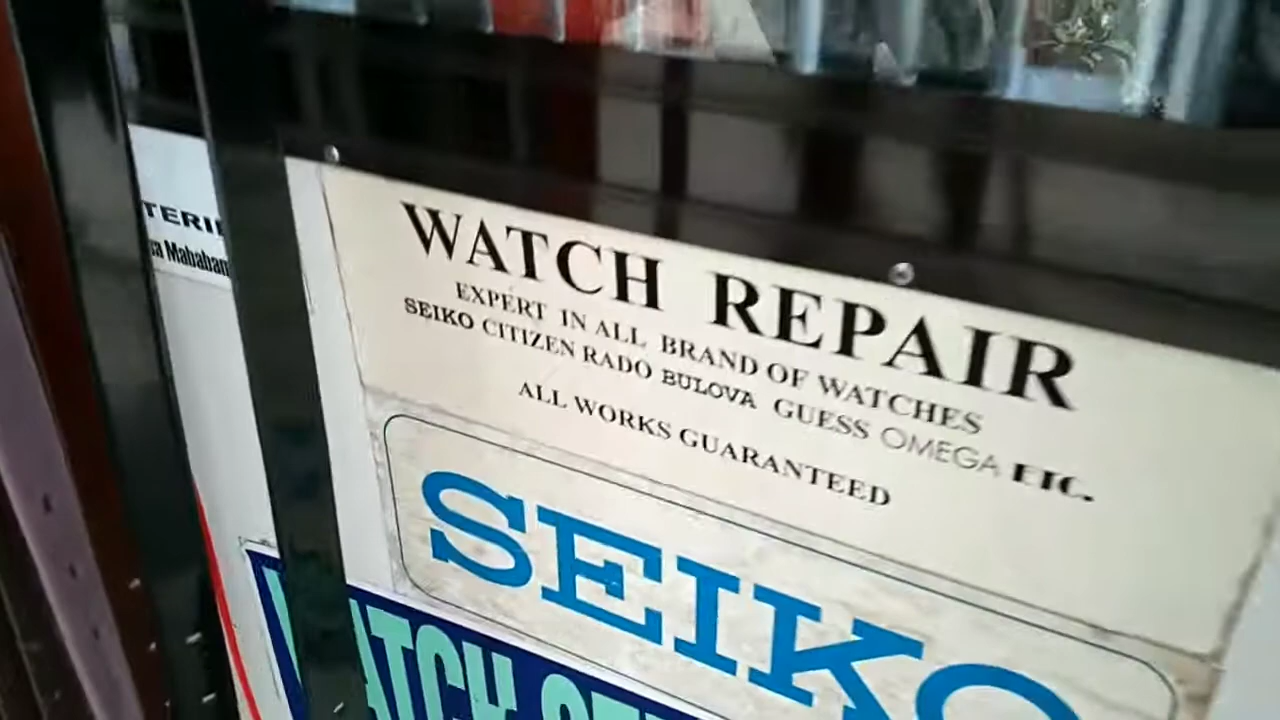 WATCH REPAIR
EXPERT IN ALL BRAND OF WATCHES
SEIKO CITIZEN RADO BULOVA GUESS OMEGA ETC.
ALL WORKS GUARANTEED
SEIKO